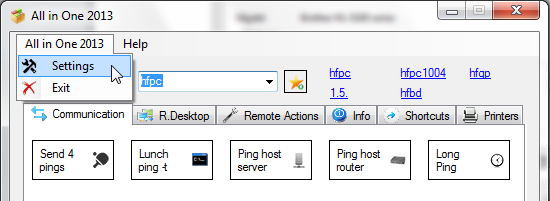 All in One 2013
All in One 2013 Help
Settings
Exit
hfpc
hfpc hfpc1004 hfqp
1.5. hfbd
Communication R.Desktop Remote Actions Info Shortcuts Printers
Send 4 pings
Lunch ping -t
Ping host server
Ping host router
Long Ping